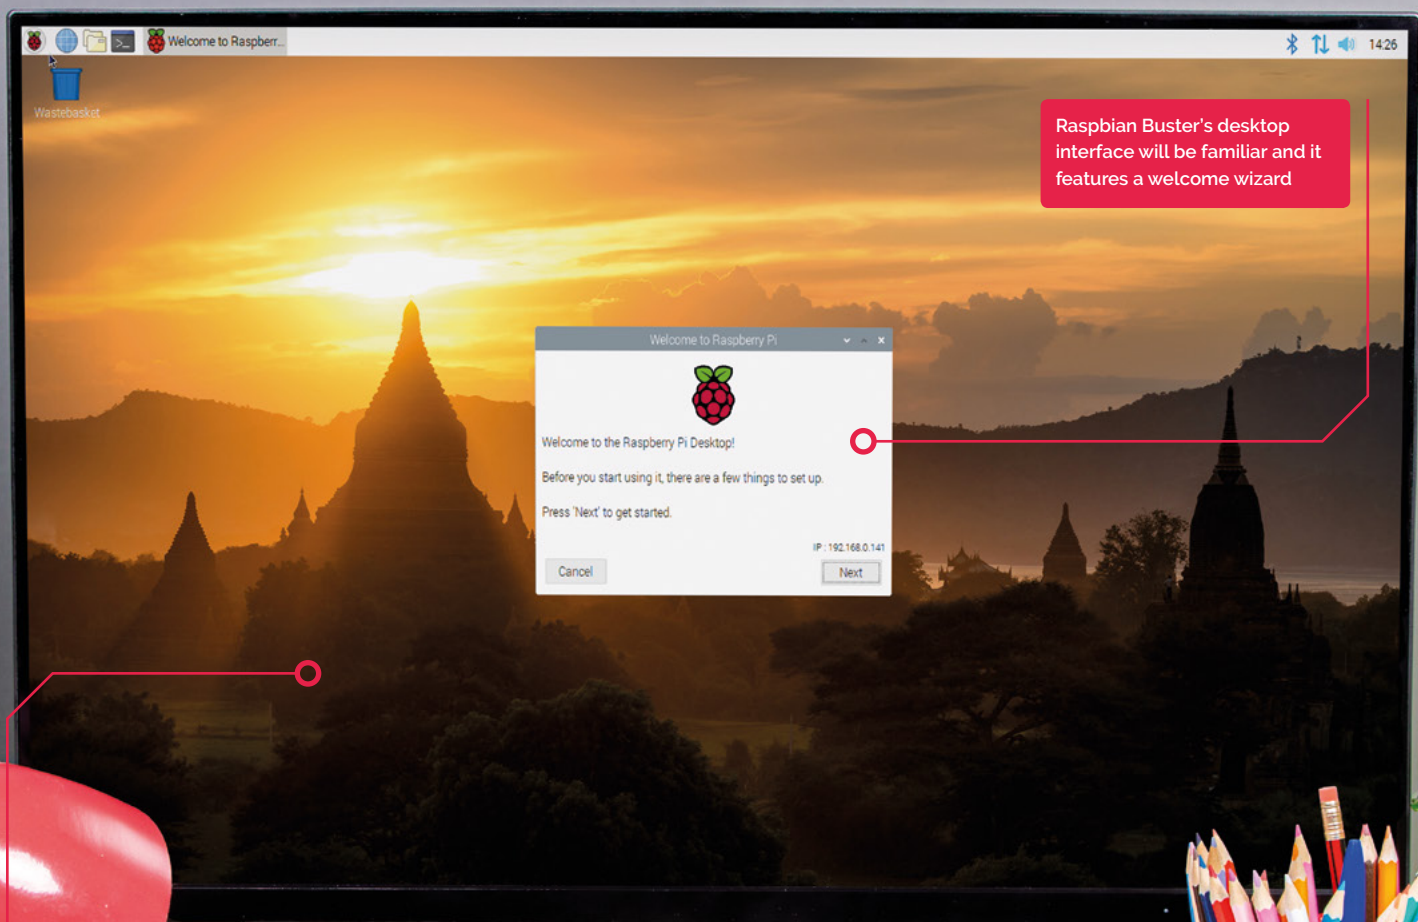 Welcome to Raspberr...
14:26
Wastebasket
Raspbian Buster's desktop
interface will be familiar and it
features a welcome wizard
Welcome to Raspberry Pi
Welcome to the Raspberry Pi Desktop!
Before you start using it, there are a few things to set up.
Press 'Next' to get started.
IP : 192.168.0.141
Cancel
Next